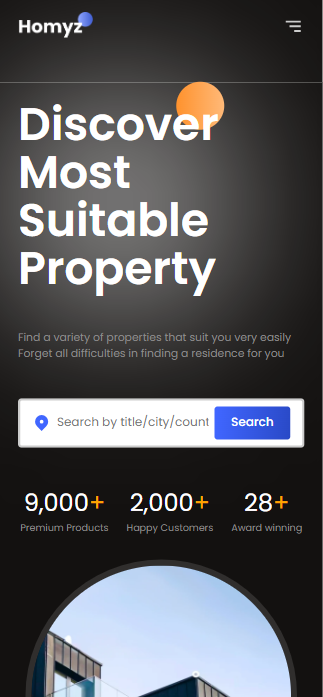 Homyz
Discover
Most
Suitable
Property
Find a variety of properties that suit you very easily
Forget all difficulties in finding a residence for you
Search by title/city/count
Search
9,000+ 2,000+ 28+
Premium Products Happy Customers Award winning